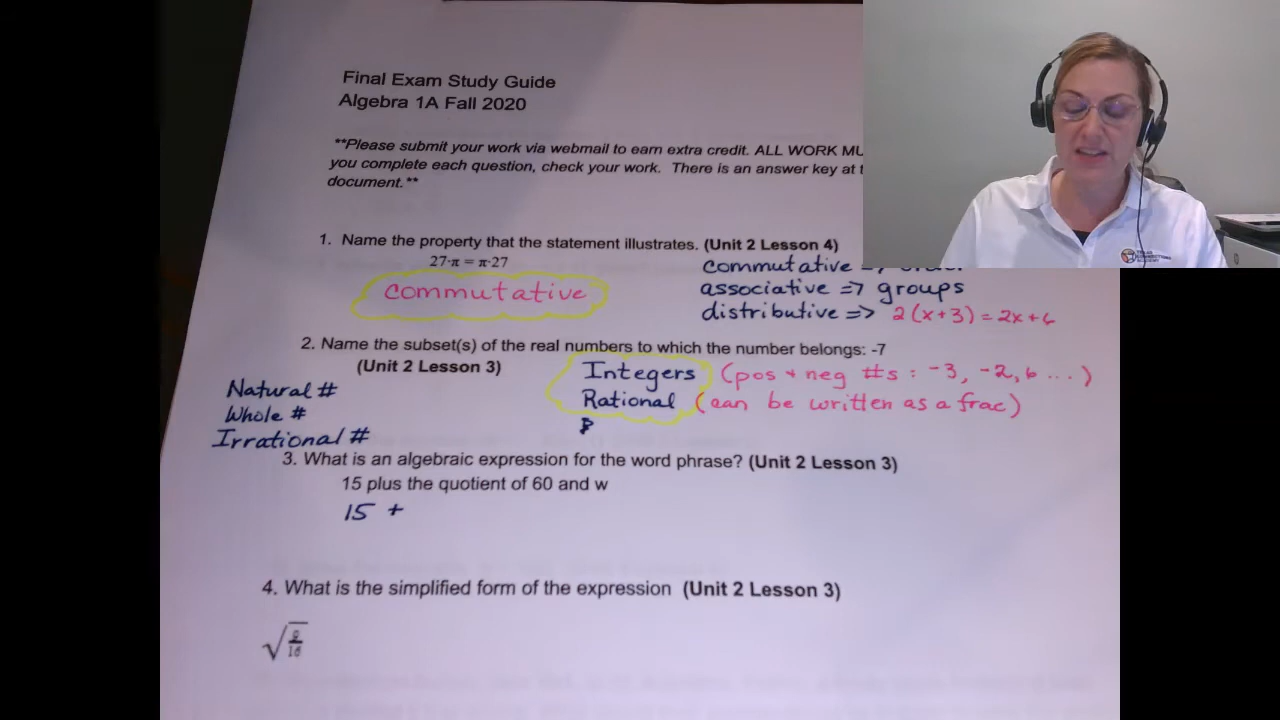 Final Exam Study Guide
Algebra 1A Fall 2020
**Please submit your work via webmail to earn extra credit. ALL WORK MU
you complete each question, check your work. There is an answer key at t
document.**
1. Name the property that the statement illustrates. (Unit 2 Lesson 4)
27·π = π·27
commutative
commutative =>
associative => groups
distributive => 2(x+3) = 2x+6
2. Name the subset(s) of the real numbers to which the number belongs: -7
(Unit 2 Lesson 3)
Integers (pos + neg #s : -3, -2, 6 ...)
Natural #
Rational (can be written as a frac)
Whole #
Irrational #
3. What is an algebraic expression for the word phrase? (Unit 2 Lesson 3)
15 plus the quotient of 60 and w
15 +
4. What is the simplified form of the expression (Unit 2 Lesson 3)
√9/16